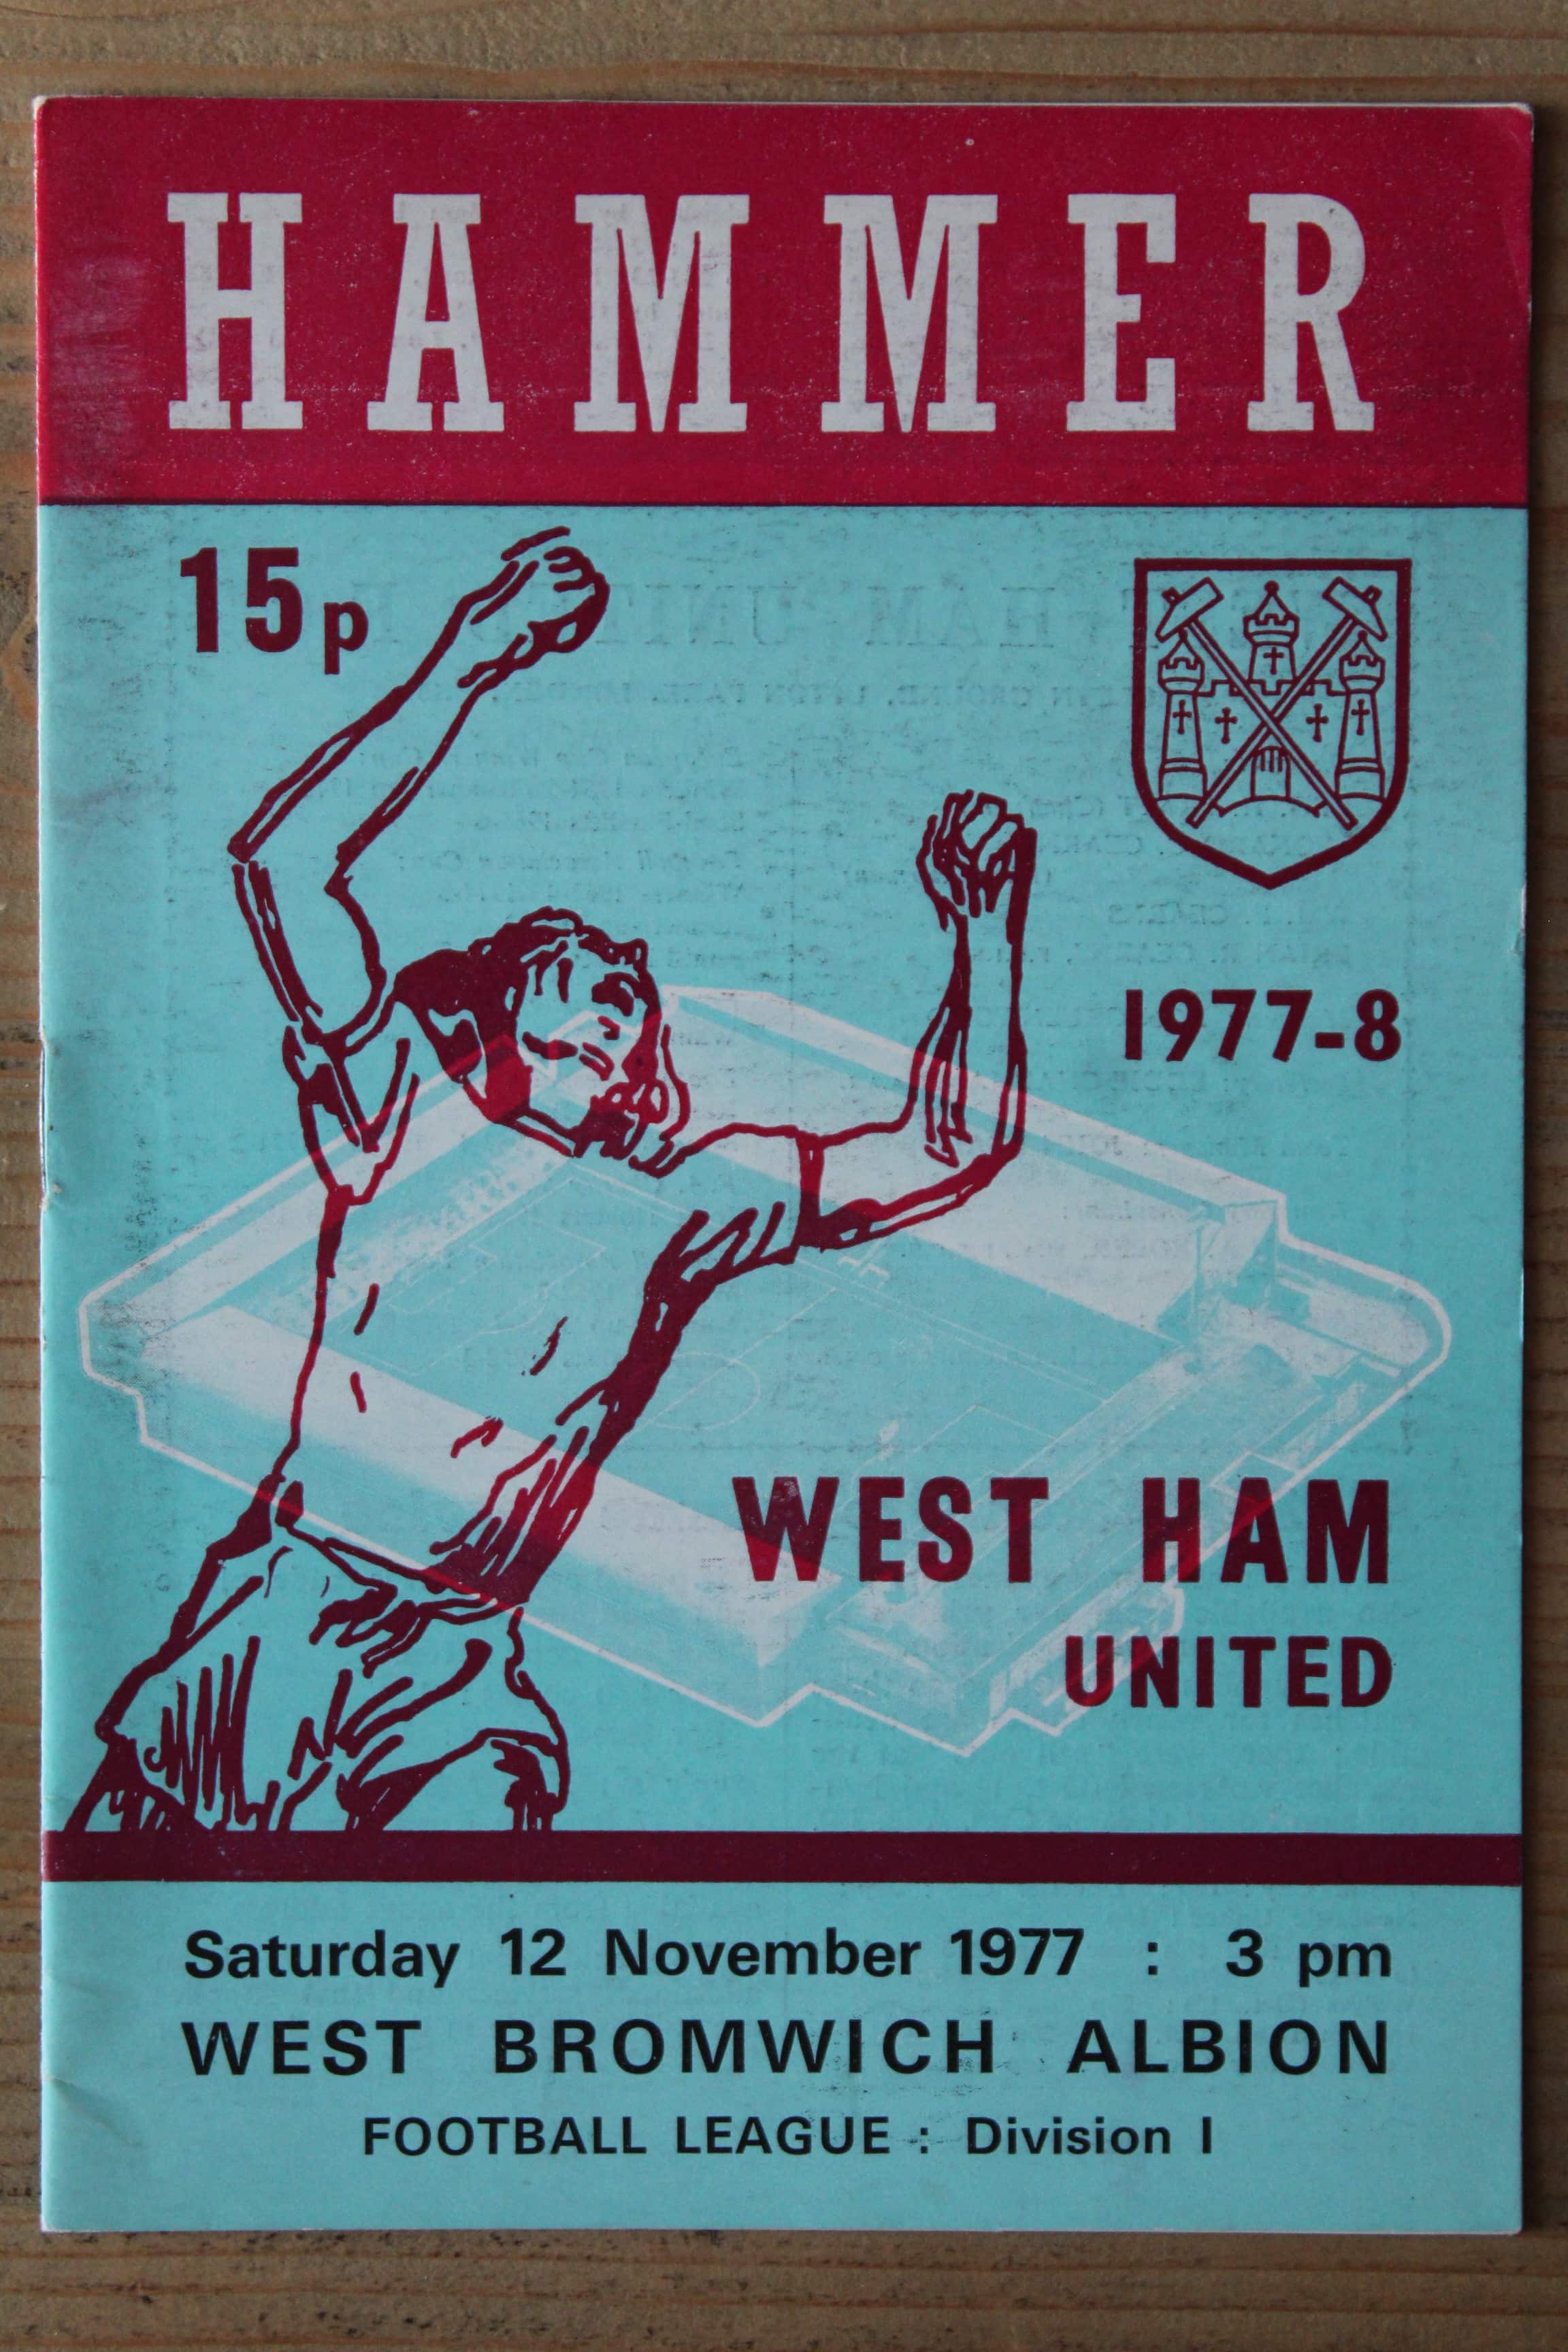 HAMMER
15p
1977-8
WEST HAM
UNITED
Saturday 12 November 1977 : 3 pm
WEST BROMWICH ALBION
FOOTBALL LEAGUE : Division I